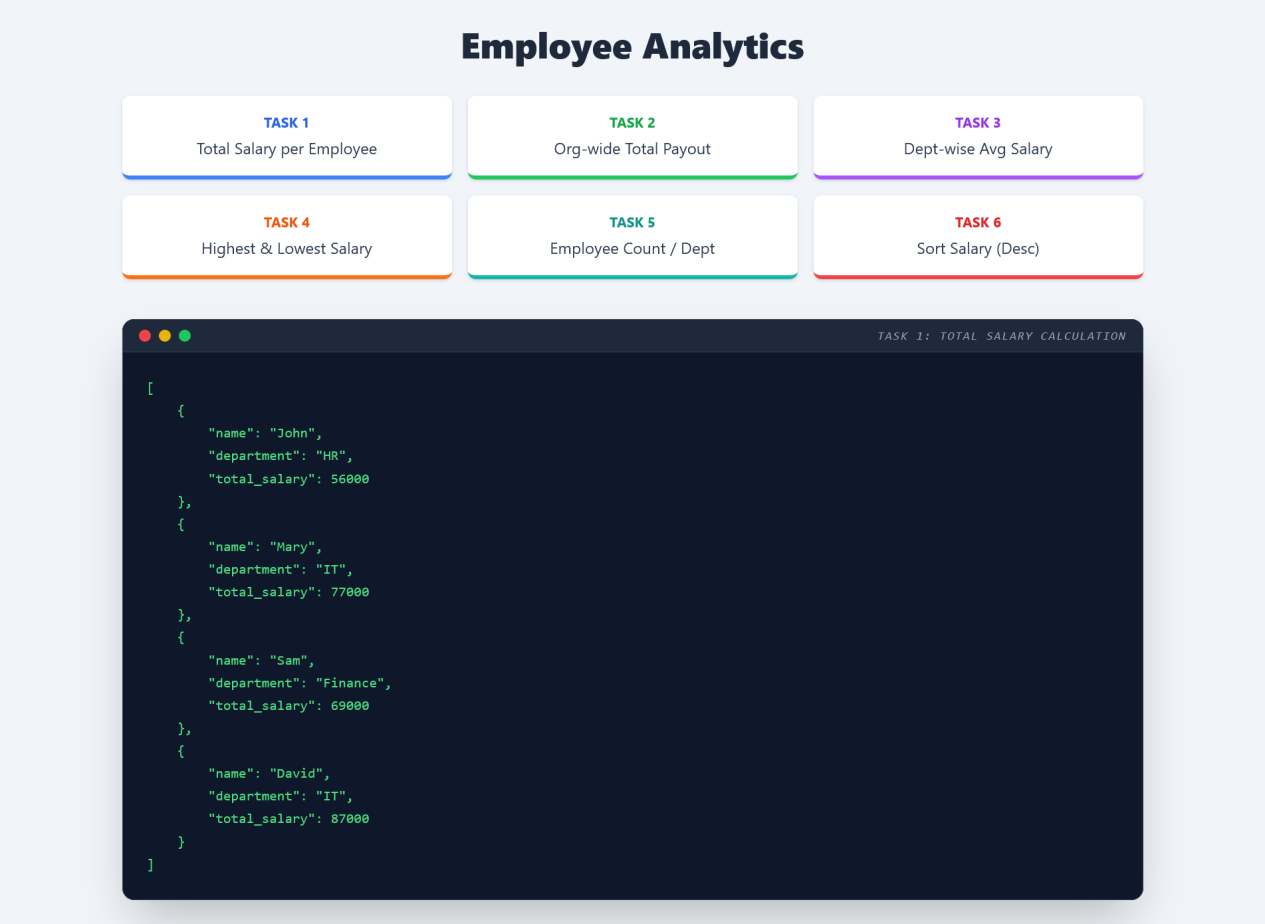 Employee Analytics
TASK 1
Total Salary per Employee
TASK 2
Org-wide Total Payout
TASK 3
Dept-wise Avg Salary
TASK 4
Highest & Lowest Salary
TASK 5
Employee Count / Dept
TASK 6
Sort Salary (Desc)
TASK 1: TOTAL SALARY CALCULATION
[
    {
        "name": "John",
        "department": "HR",
        "total_salary": 56000
    },
    {
        "name": "Mary",
        "department": "IT",
        "total_salary": 77000
    },
    {
        "name": "Sam",
        "department": "Finance",
        "total_salary": 69000
    },
    {
        "name": "David",
        "department": "IT",
        "total_salary": 87000
    }
]